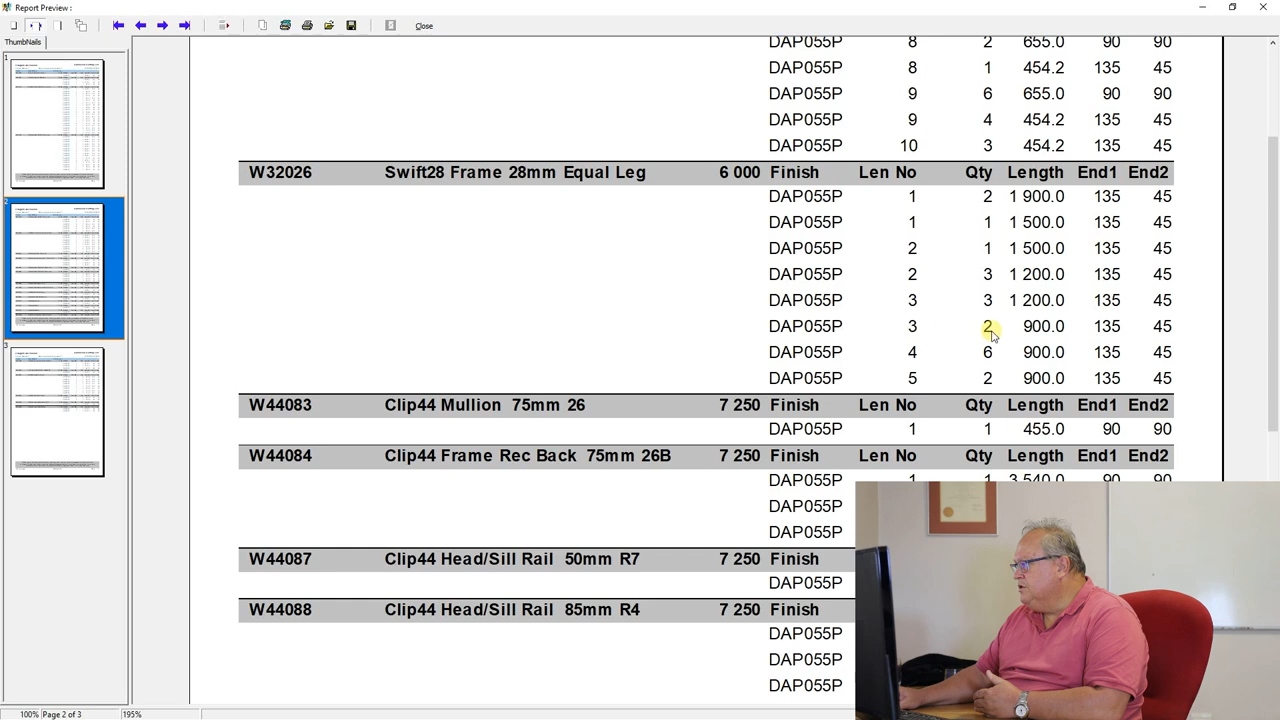 Report Preview :
Close
ThumbNails
1
2
3
DAP055P 8 2 655.0 90 90
DAP055P 1 454.2 135 45
DAP055P 9 6 655.0 90 90
DAP055P 9 4 454.2 135 45
DAP055P 10 3 454.2 135 45
W32026 Swift28 Frame 28mm Equal Leg 6 000 Finish Len No Qty Length End1 End2
DAP055P 1 2 1 900.0 135 45
DAP055P 1 1 500.0 135 45
DAP055P 2 1 1 500.0 135 45
DAP055P 2 3 1 200.0 135 45
DAP055P 3 3 1 200.0 135 45
DAP055P 3 2 900.0 135 45
DAP055P 4 6 900.0 135 45
DAP055P 5 2 900.0 135 45
W44083 Clip44 Mullion 75mm 26 7 250 Finish Len No Qty Length End1 End2
DAP055P 1 1 455.0 90 90
W44084 Clip44 Frame Rec Back 75mm 26B 7 250 Finish Len No Qty Length End1 End2
DAP055P 1 1 3 540.0 90 90
DAP055P
DAP055P
W44087 Clip44 Head/Sill Rail 50mm R7 7 250 Finish
DAP055P
W44088 Clip44 Head/Sill Rail 85mm R4 7 250 Finish
DAP055P
DAP055P
DAP055P
100% Page 2 of 3 195%